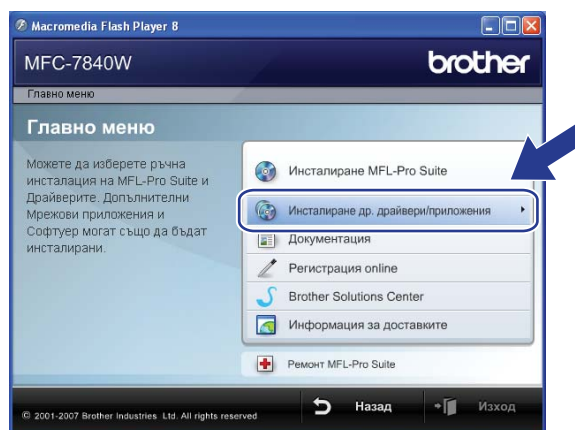 Macromedia Flash Player 8
MFC-7840W
brother
Главно меню
Главно меню
Можете да изберете ръчна
инсталация на MFL-Pro Suite и
Драйверите. Допълнителни
Мрежови приложения и
Софтуер могат също да бъдат
инсталирани.
Инсталиране MFL-Pro Suite
Инсталиране др. драйвери/приложения
Документация
Регистрация online
Brother Solutions Center
Информация за доставките
Ремонт MFL-Pro Suite
© 2001-2007 Brother Industries Ltd. All rights reserved
Назад
Изход